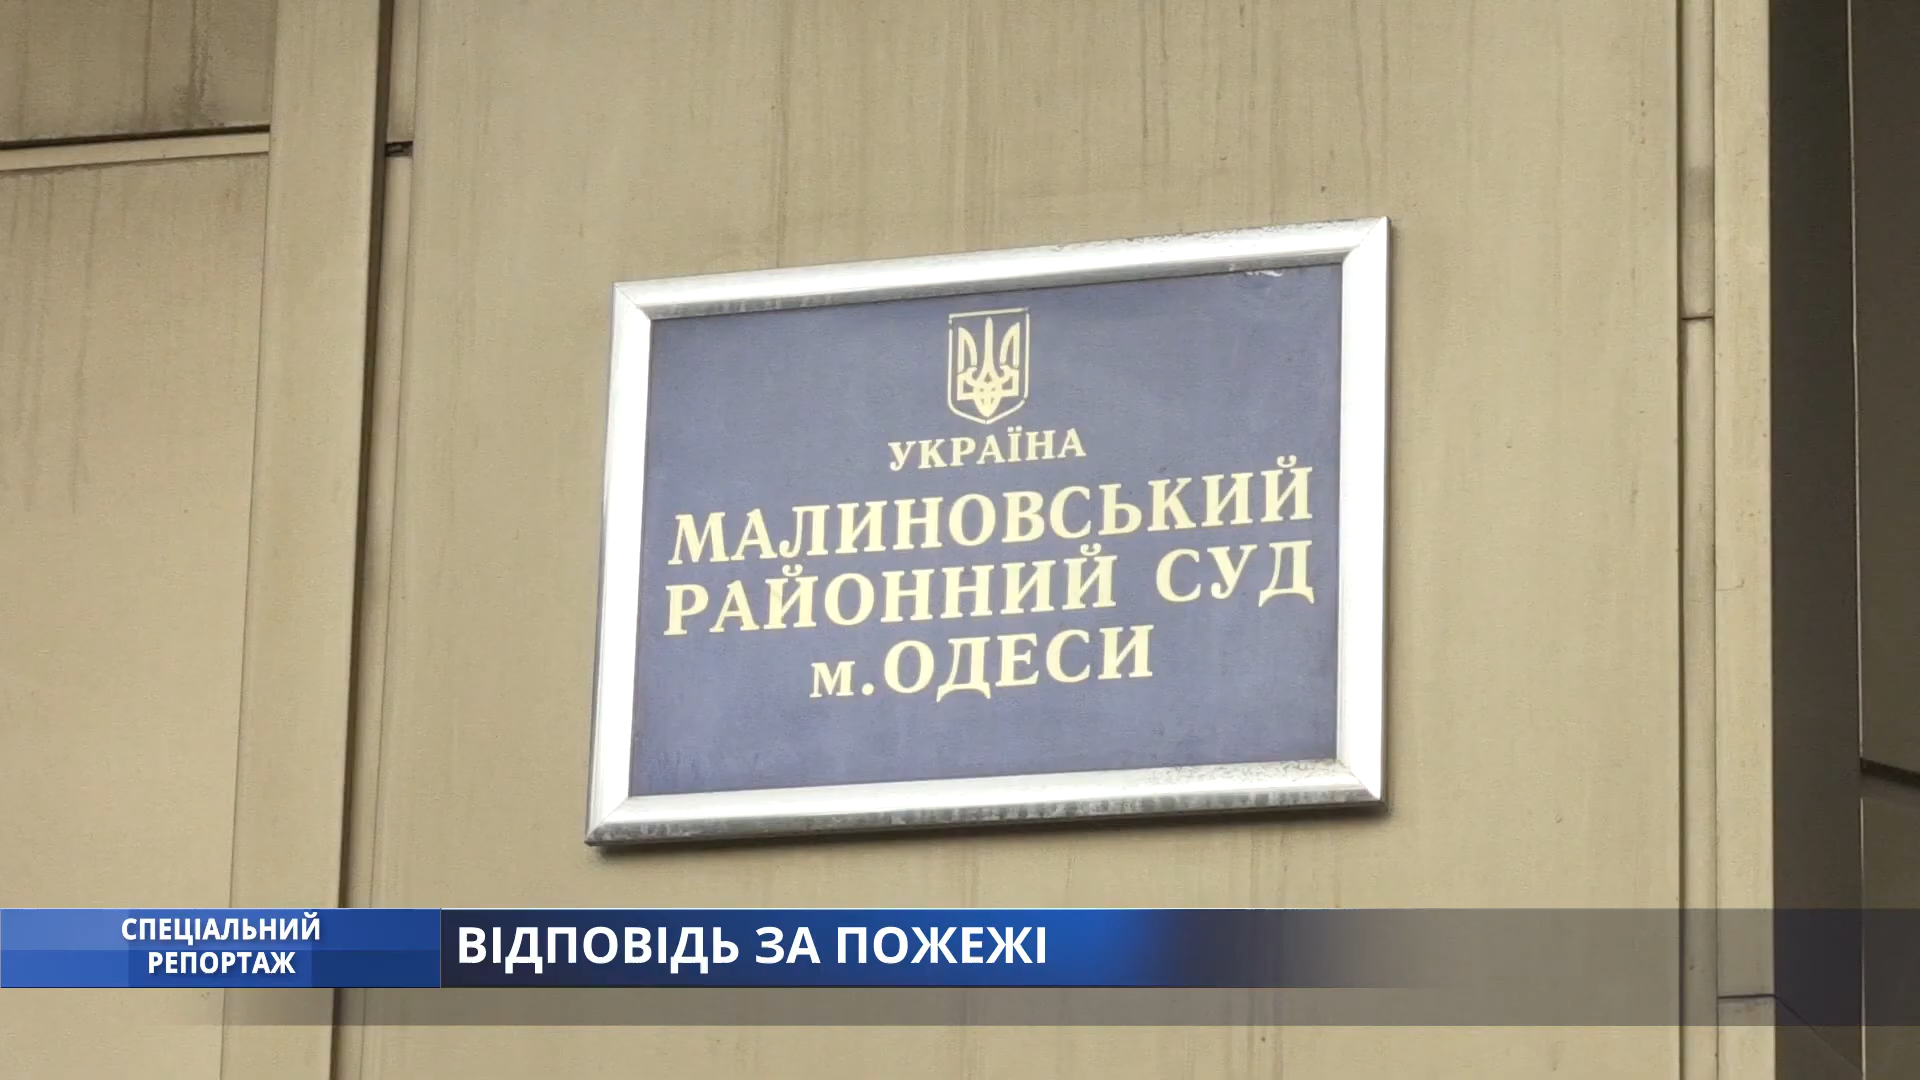 УКРАЇНА
МАЛИНОВСЬКИЙ
РАЙОННИЙ СУД
м.ОДЕСИ
СПЕЦІАЛЬНИЙ
РЕПОРТАЖ
ВІДПОВІДЬ ЗА ПОЖЕЖІ